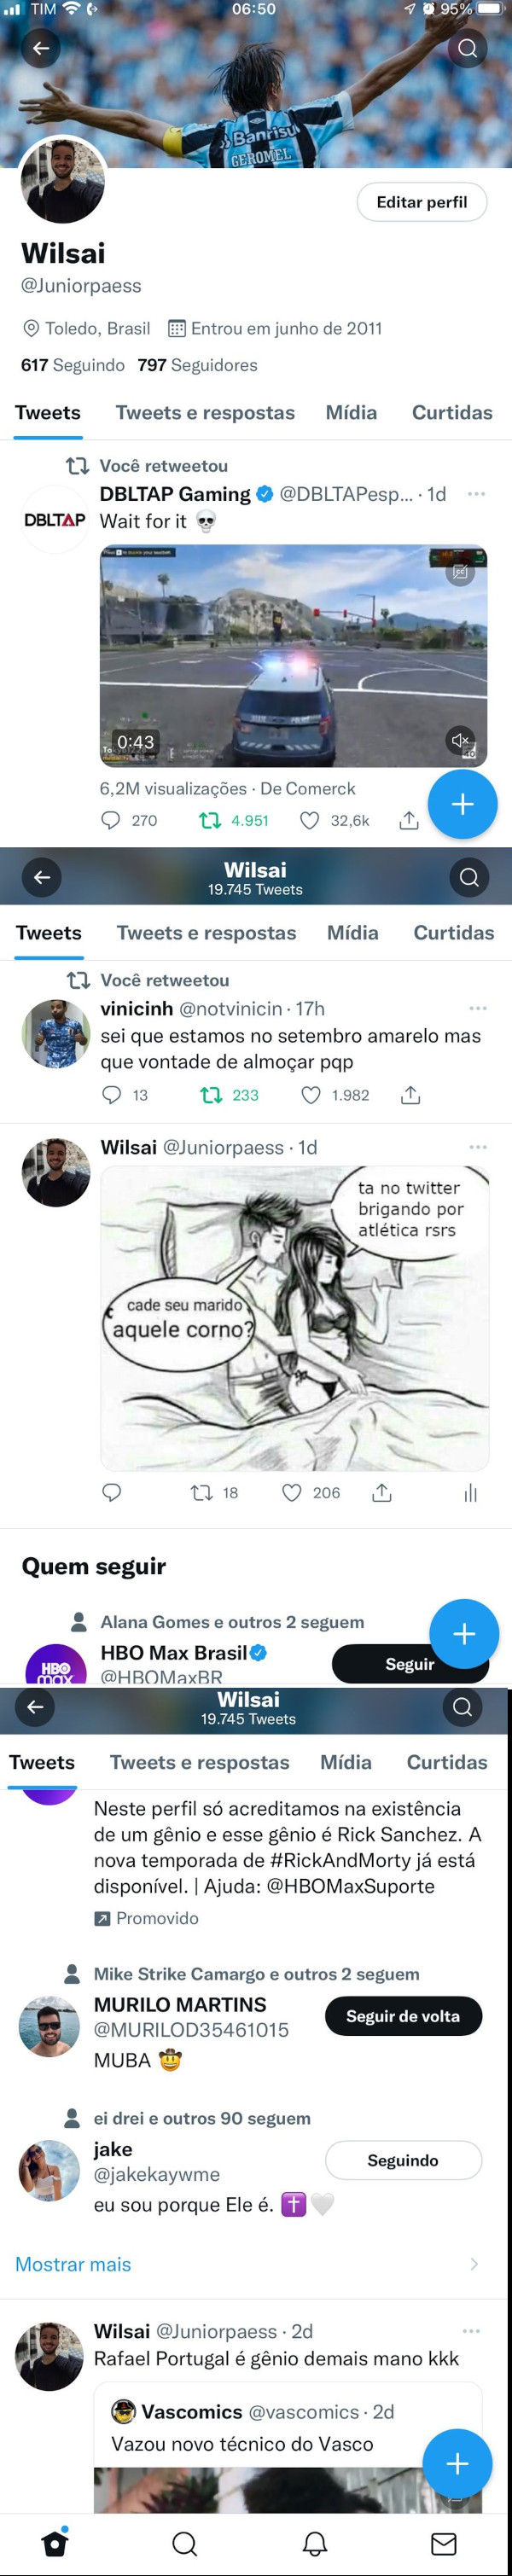 TIM 06:50 95%
Banrisul
GEROMEL
Editar perfil
Wilsai
@Juniorpaess
Toledo, Brasil Entrou em junho de 2011
617 Seguindo 797 Seguidores
Tweets Tweets e respostas Mídia Curtidas
Você retweetou
DBLTAP Gaming @DBLTAPesp... · 1d
DBLTAP
Wait for it 💀
0:43
6,2M visualizações · De Comerck
270 4.951 32,6k
Wilsai
19.745 Tweets
Tweets Tweets e respostas Mídia Curtidas
Você retweetou
vinicinh @notvinicin · 17h
sei que estamos no setembro amarelo mas
que vontade de almoçar pqp
13 233 1.982
Wilsai @Juniorpaess · 1d
ta no twitter
brigando por
atlética rsrs
cade seu marido
aquele corno?
18 206
Quem seguir
Alana Gomes e outros 2 seguem
HBO Max Brasil
HBO
max
Seguir
@HBOMaxBR
Wilsai
19.745 Tweets
Tweets Tweets e respostas Mídia Curtidas
Neste perfil só acreditamos na existência
de um gênio e esse gênio é Rick Sanchez. A
nova temporada de #RickAndMorty já está
disponível. | Ajuda: @HBOMaxSuporte
Promovido
Mike Strike Camargo e outros 2 seguem
MURILO MARTINS
@MURILOD35461015
Seguir de volta
MUBA 🤠
ei drei e outros 90 seguem
jake
@jakekaywme
Seguindo
eu sou porque Ele é. ✝️🤍
Mostrar mais
Wilsai @Juniorpaess · 2d
Rafael Portugal é gênio demais mano kkk
Vascomics @vascomics · 2d
Vazou novo técnico do Vasco